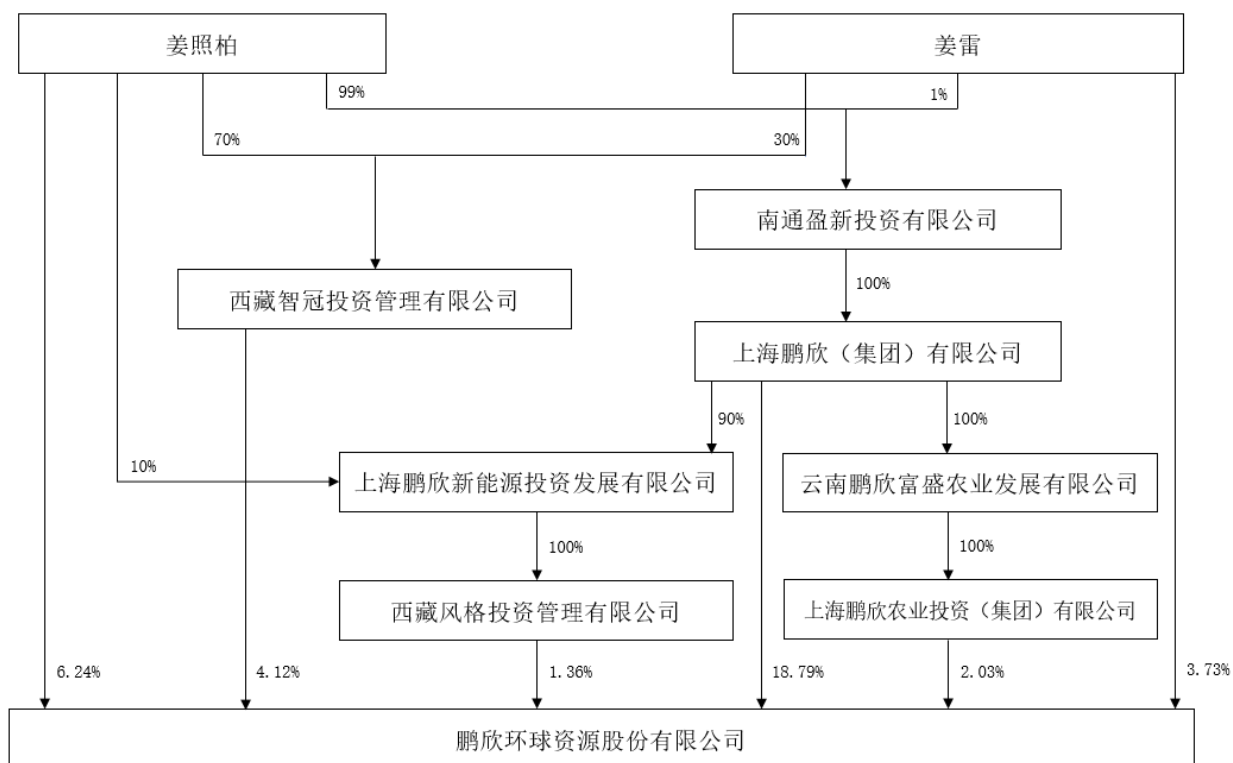 姜照柏
姜雷
99%
1%
70%
30%
南通盈新投资有限公司
100%
西藏智冠投资管理有限公司
上海鹏欣（集团）有限公司
90%
100%
10%
上海鹏欣新能源投资发展有限公司
云南鹏欣富盛农业发展有限公司
100%
100%
西藏风格投资管理有限公司
上海鹏欣农业投资（集团）有限公司
6.24%
4.12%
1.36%
18.79%
2.03%
3.73%
鹏欣环球资源股份有限公司